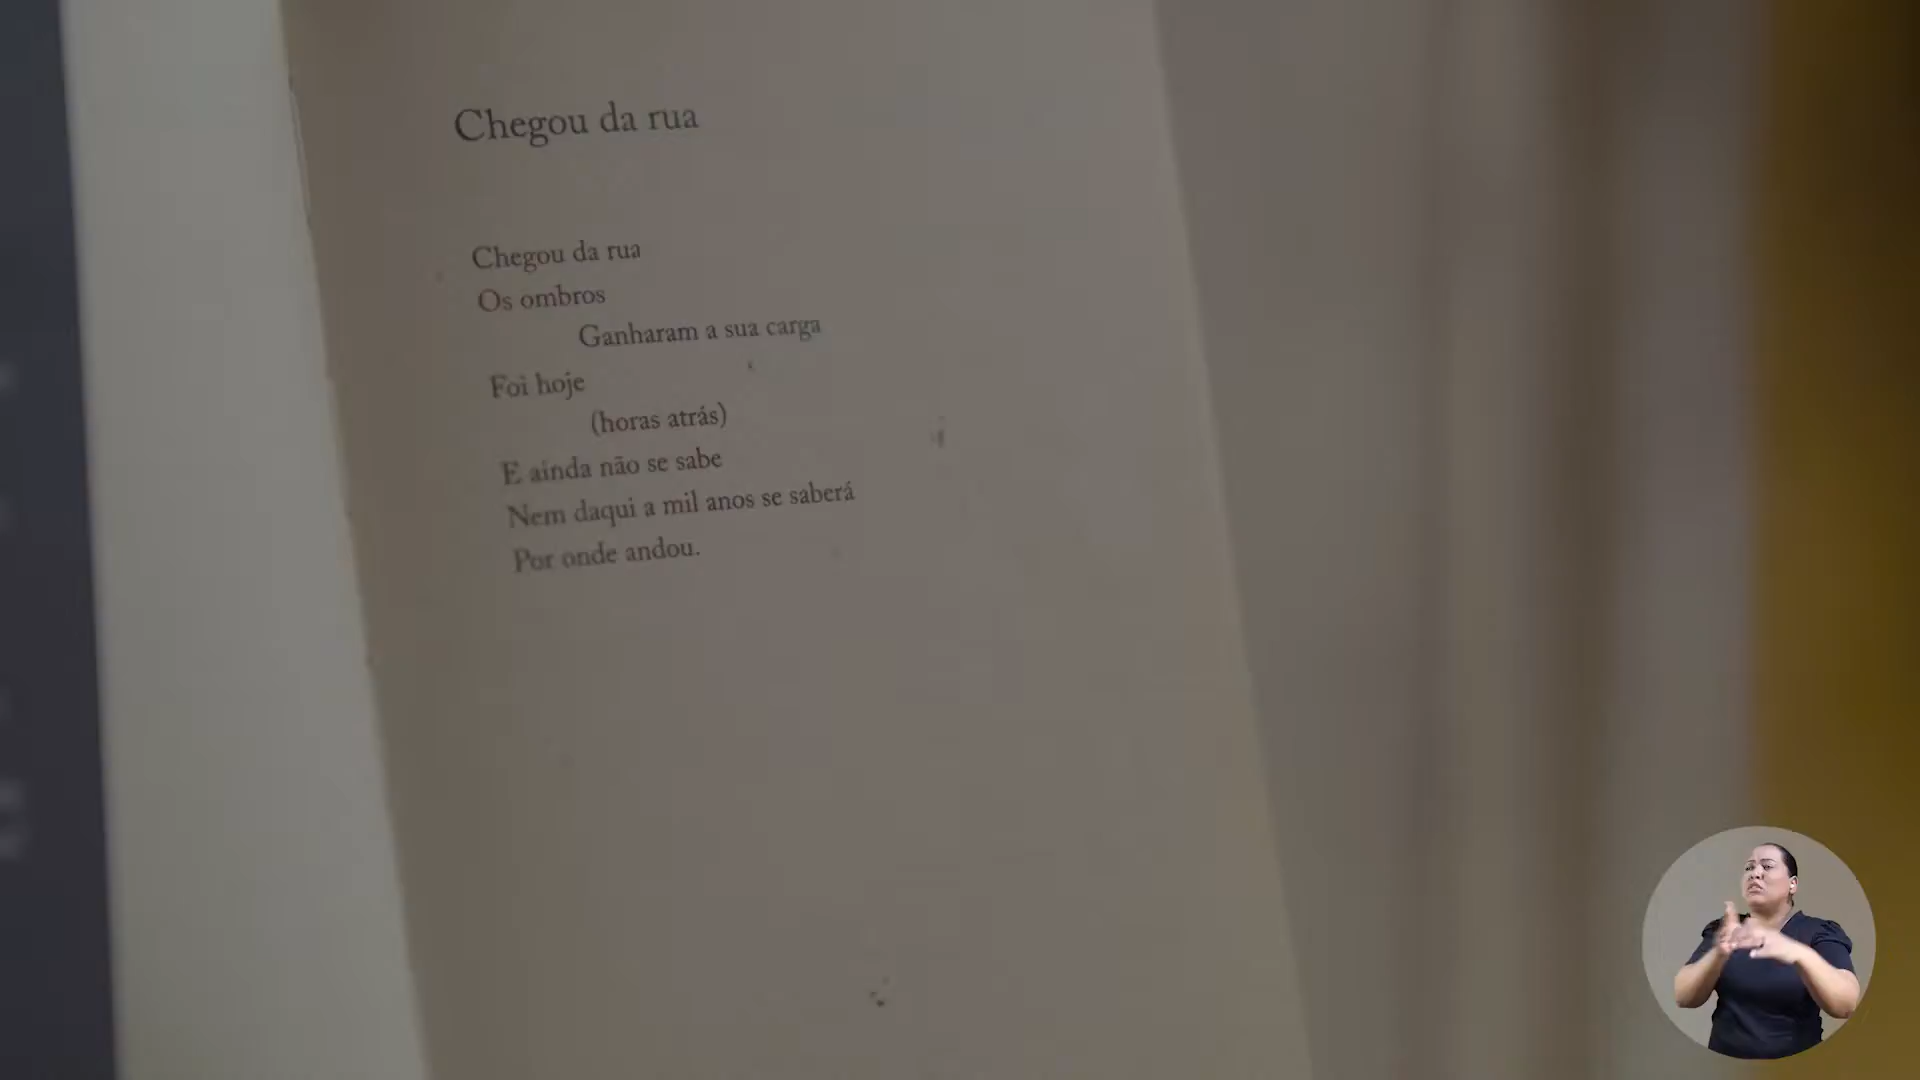 Chegou da rua
Chegou da rua
Os ombros
Ganharam a sua carga
Foi hoje
(horas atrás)
E ainda não se sabe
Nem daqui a mil anos se saberá
Por onde andou.